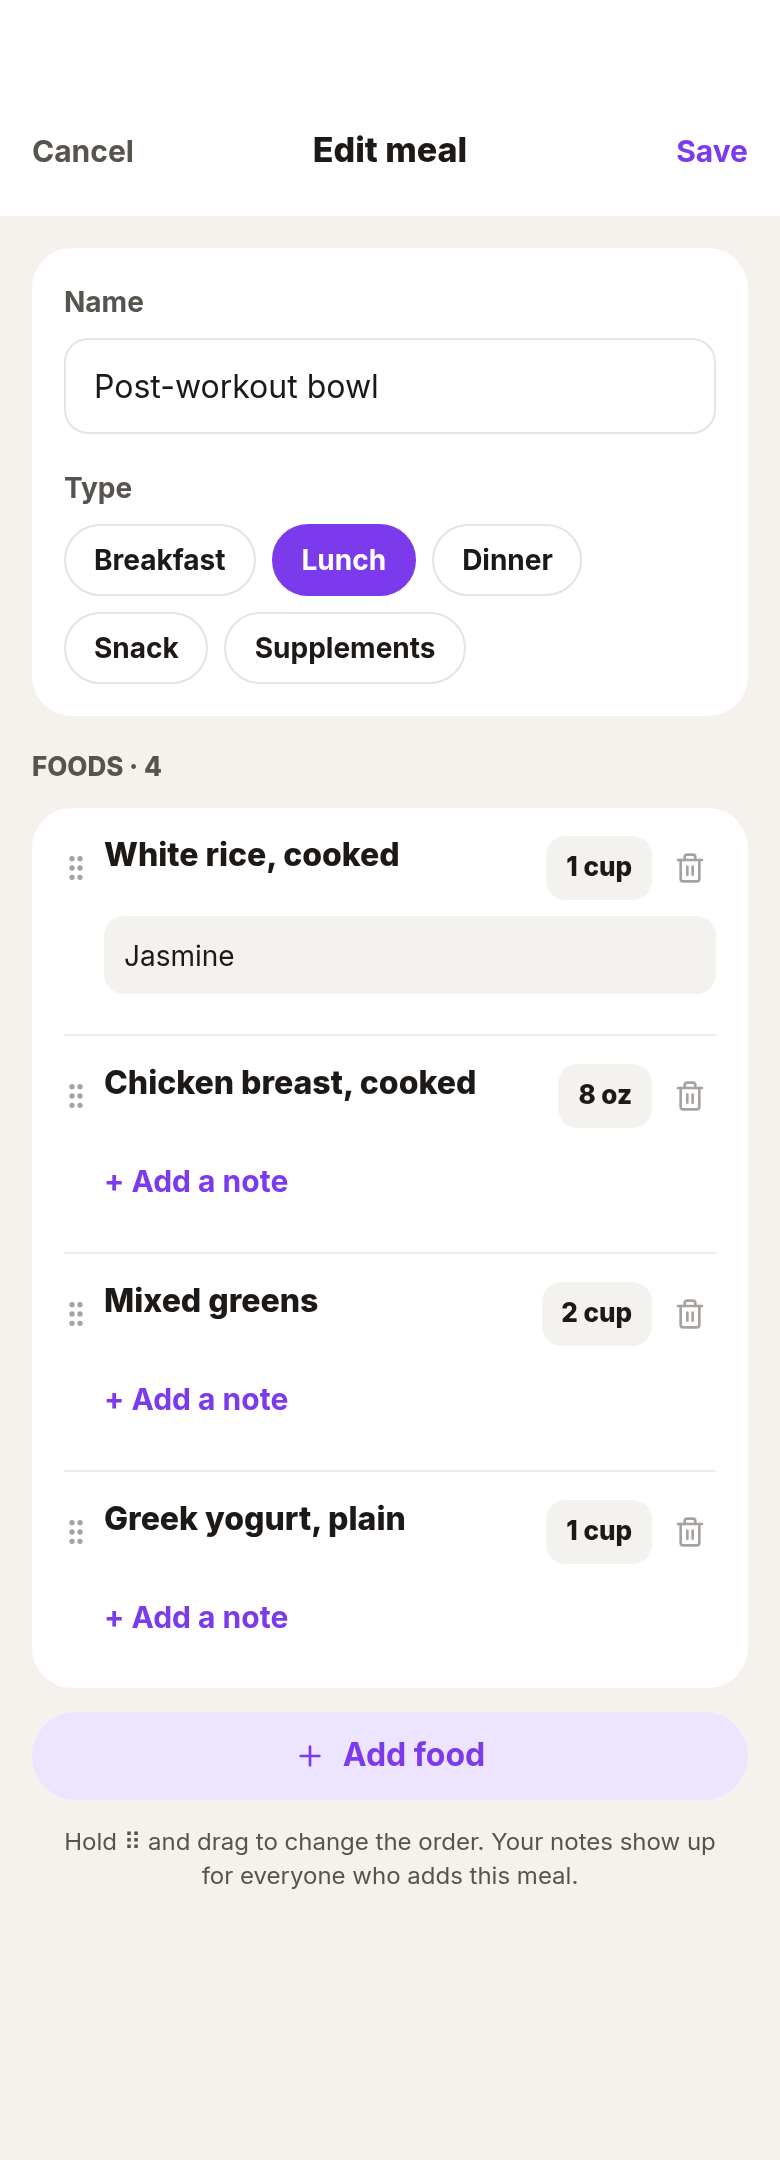 Cancel
Edit meal
Save
Name
Post-workout bowl
Type
Breakfast
Lunch
Dinner
Snack
Supplements
FOODS · 4
White rice, cooked
1 cup
Jasmine
Chicken breast, cooked
8 oz
+ Add a note
Mixed greens
2 cup
+ Add a note
Greek yogurt, plain
1 cup
+ Add a note
+ Add food
Hold ⠿ and drag to change the order. Your notes show up
for everyone who adds this meal.